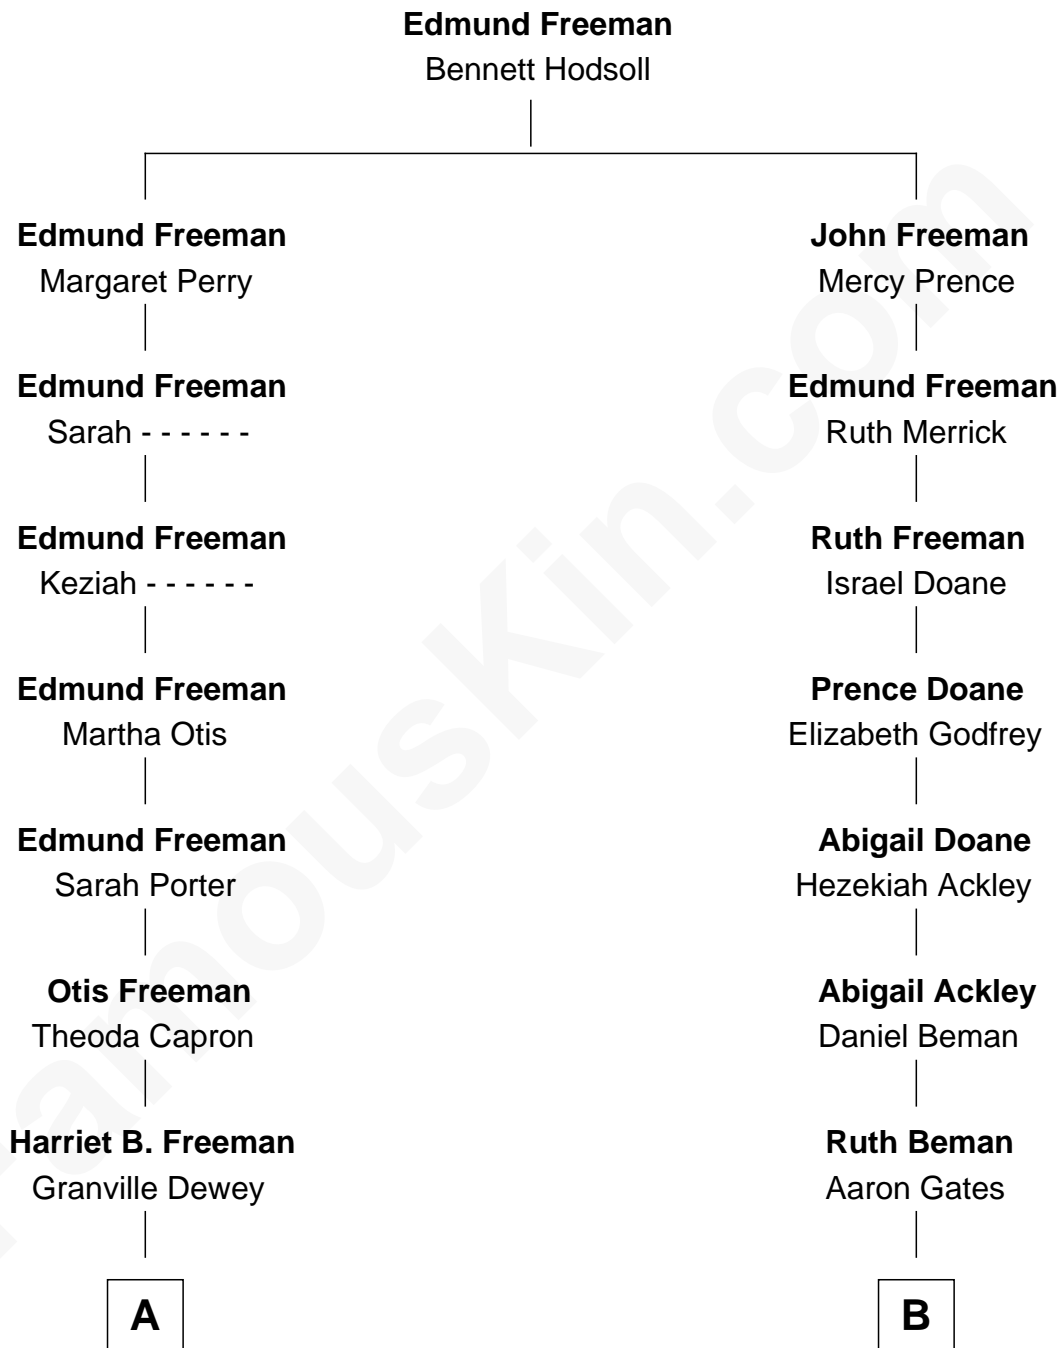 Edmund Freeman
Bennett Hodsoll
Edmund Freeman
Margaret Perry
Edmund Freeman
Sarah - - - - - -
Edmund Freeman
Keziah - - - - - -
Edmund Freeman
Martha Otis
Edmund Freeman
Sarah Porter
Otis Freeman
Theoda Capron
Harriet B. Freeman
Granville Dewey
A
John Freeman
Mercy Prence
Edmund Freeman
Ruth Merrick
Ruth Freeman
Israel Doane
Prence Doane
Elizabeth Godfrey
Abigail Doane
Hezekiah Ackley
Abigail Ackley
Daniel Beman
Ruth Beman
Aaron Gates
B
FamousKin.com